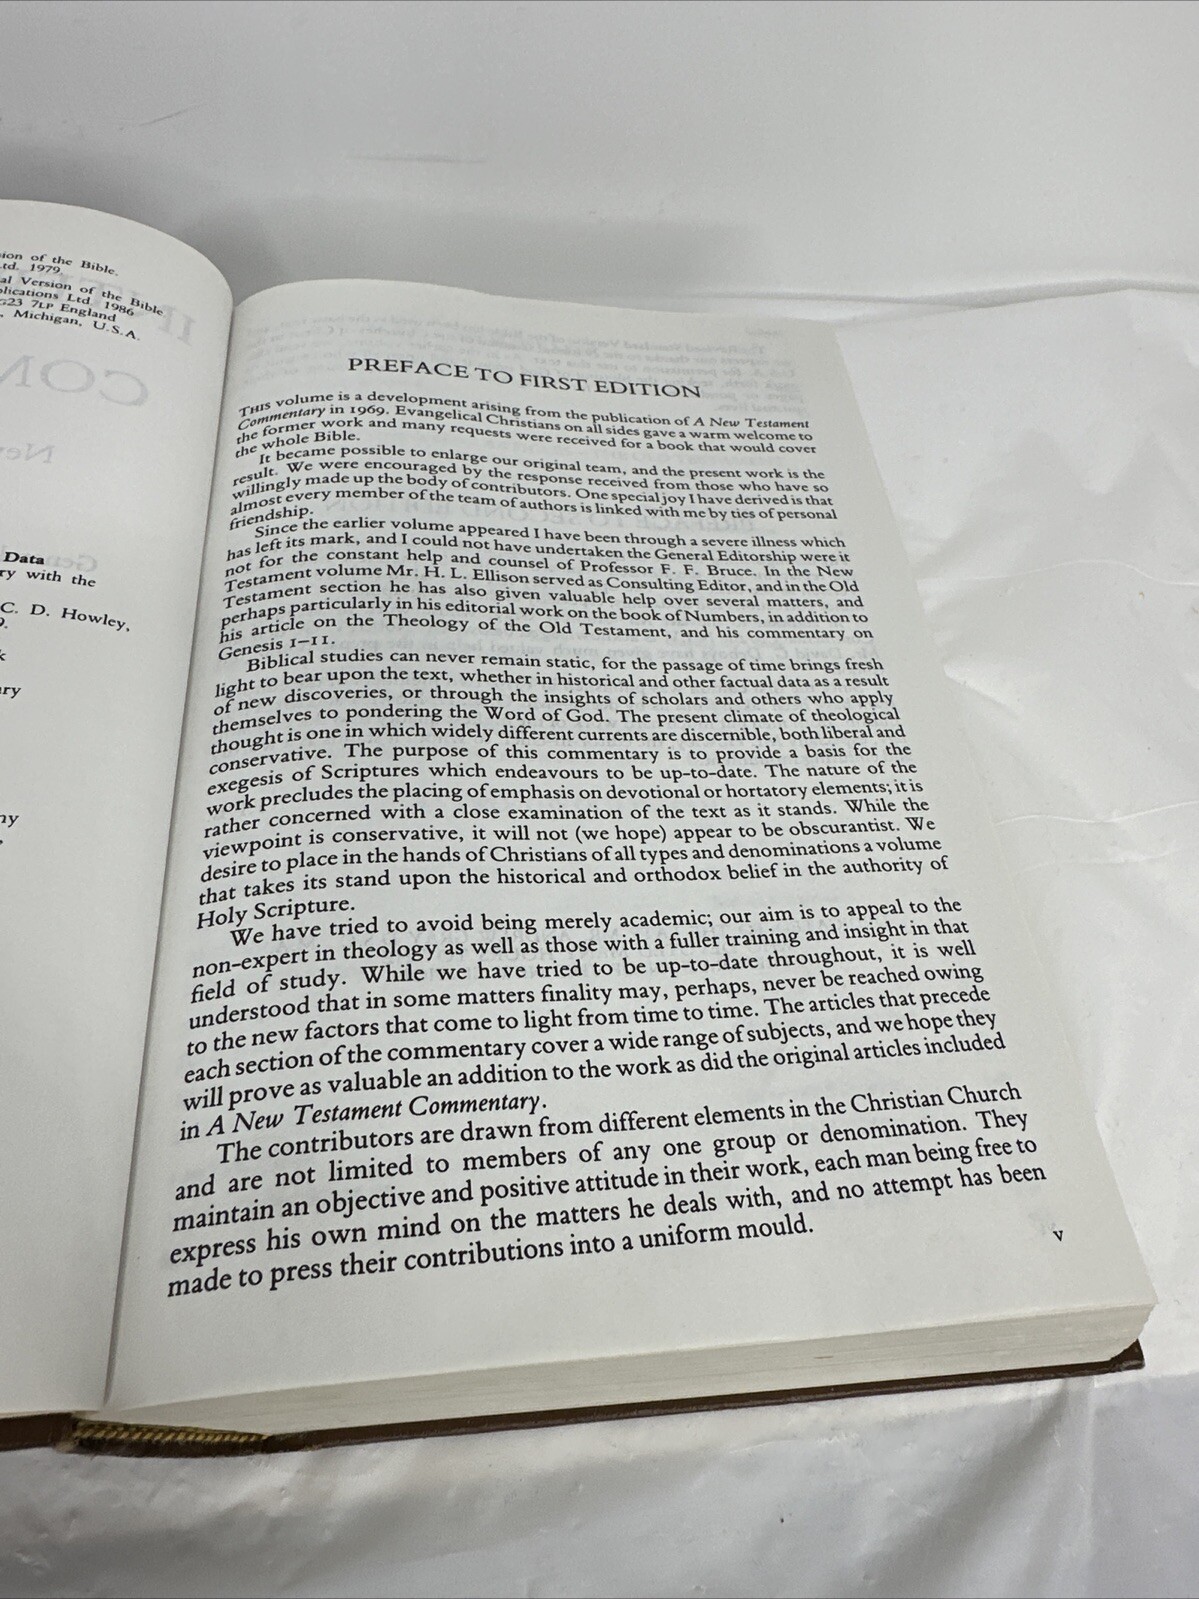 ion of the Bible.
td. 1979.
al Version of the Bible.
lications Ltd. 1986
G23 7LP England
, Michigan, U.S.A.
Data
ry with the
C. D. Howley,
9.
k
ary
ny
PREFACE TO FIRST EDITION
THIS volume is a development arising from the publication of A New Testament
Commentary in 1969. Evangelical Christians on all sides gave a warm welcome to
the former work and many requests were received for a book that would cover
the whole Bible.
It became possible to enlarge our original team, and the present work is the
result. We were encouraged by the response received from those who have so
willingly made up the body of contributors. One special joy I have derived is that
almost every member of the team of authors is linked with me by ties of personal
friendship.
Since the earlier volume appeared I have been through a severe illness which
has left its mark, and I could not have undertaken the General Editorship were it
not for the constant help and counsel of Professor F. F. Bruce. In the New
Testament volume Mr. H. L. Ellison served as Consulting Editor, and in the Old
Testament section he has also given valuable help over several matters, and
perhaps particularly in his editorial work on the book of Numbers, in addition to
his article on the Theology of the Old Testament, and his commentary on
Genesis 1–11.
Biblical studies can never remain static, for the passage of time brings fresh
light to bear upon the text, whether in historical and other factual data as a result
of new discoveries, or through the insights of scholars and others who apply
themselves to pondering the Word of God. The present climate of theological
thought is one in which widely different currents are discernible, both liberal and
conservative. The purpose of this commentary is to provide a basis for the
exegesis of Scriptures which endeavours to be up-to-date. The nature of the
work precludes the placing of emphasis on devotional or hortatory elements; it is
rather concerned with a close examination of the text as it stands. While the
viewpoint is conservative, it will not (we hope) appear to be obscurantist. We
desire to place in the hands of Christians of all types and denominations a volume
that takes its stand upon the historical and orthodox belief in the authority of
Holy Scripture.
We have tried to avoid being merely academic; our aim is to appeal to the
non-expert in theology as well as those with a fuller training and insight in that
field of study. While we have tried to be up-to-date throughout, it is well
understood that in some matters finality may, perhaps, never be reached owing
to the new factors that come to light from time to time. The articles that precede
each section of the commentary cover a wide range of subjects, and we hope they
will prove as valuable an addition to the work as did the original articles included
in A New Testament Commentary.
The contributors are drawn from different elements in the Christian Church
and are not limited to members of any one group or denomination. They
maintain an objective and positive attitude in their work, each man being free to
express his own mind on the matters he deals with, and no attempt has been
made to press their contributions into a uniform mould.
v